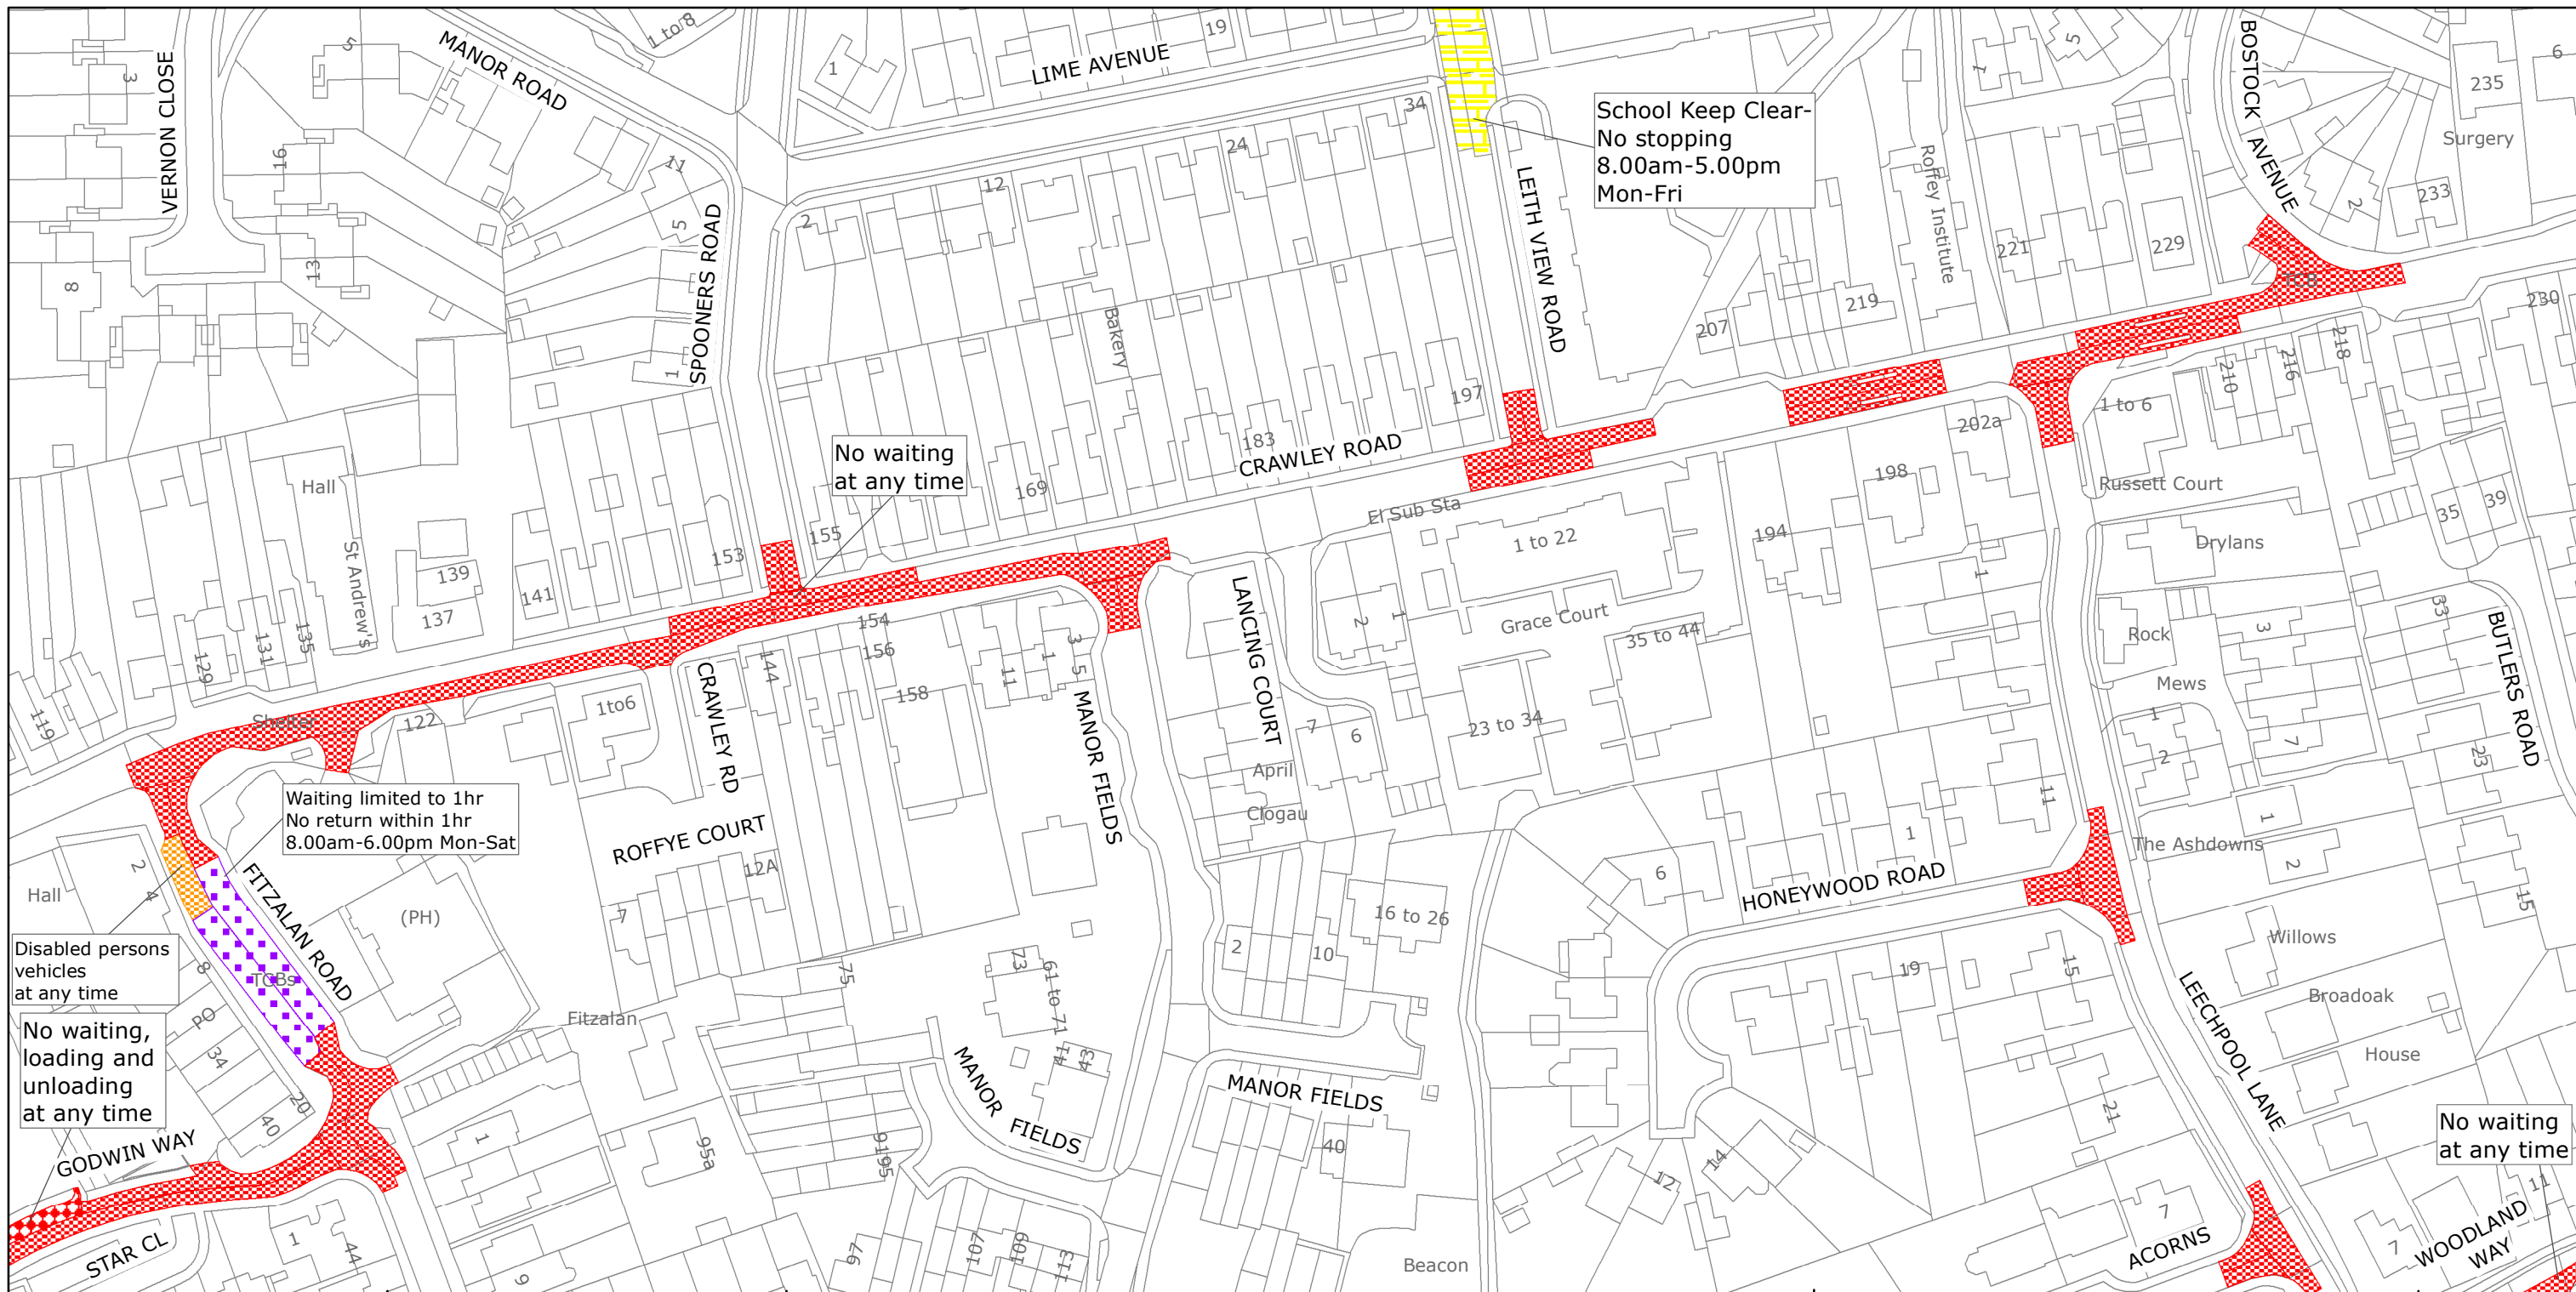 VERNON CLOSE
3
8
16
13
5
MANOR ROAD
1 to 8
11
5
1
SPOONERS ROAD
1
LIME AVENUE
19
2
12
24
34
Bakery
School Keep Clear-
No stopping
8.00am-5.00pm
Mon-Fri
LEITH VIEW ROAD
207
219
Roffey Institute
1
5
221
229
BOSTOCK AVENUE
2
233
235
Surgery
6
230
Hall
St Andrew's
119
129
131
135
137
139
141
153
155
No waiting
at any time
169
183
197
CRAWLEY ROAD
El Sub Sta
1 to 22
194
198
202a
1 to 6
210
216
218
Russett Court
Drylans
35
39
33
Rock
Mews
3
7
1
2
BUTLERS ROAD
23
15
Shelter
122
1to6
CRAWLEY RD
144
154
156
158
11
1
3
5
MANOR FIELDS
LANCING COURT
2
1
Grace Court
35 to 44
23 to 34
7
6
April
Clogau
1
11
1
HONEYWOOD ROAD
6
The Ashdowns
1
2
Waiting limited to 1hr
No return within 1hr
8.00am-6.00pm Mon-Sat
FITZALAN ROAD
ROFFYE COURT
12A
7
(PH)
Hall
2
4
8
TCBs
PO
34
40
20
Disabled persons
vehicles
at any time
No waiting,
loading and
unloading
at any time
GODWIN WAY
STAR CL
1
44
1
9
Fitzalan
75
73
61 to 71
41
43
MANOR FIELDS
95a
97
107
109
113
2
10
16 to 26
MANOR FIELDS
40
Beacon
12
14
19
15
21
LEECHPOOL LANE
Willows
Broadoak
House
7
ACORNS
No waiting
at any time
11
7
WOODLAND
WAY